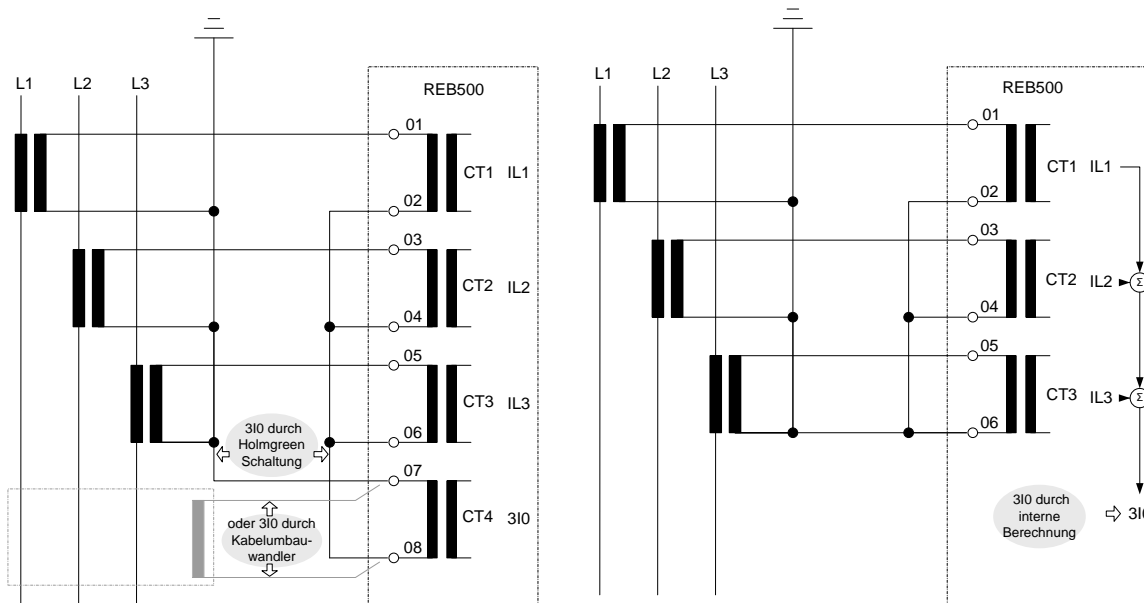 L1 L2 L3
REB500
01
CT1 IL1
02
03
CT2 IL2
04
05
CT3 IL3
06
3I0 durch
Holmgreen
Schaltung
07
CT4 3I0
oder 3I0 durch
Kabelumbau-
wandler
08
L1 L2 L3
REB500
01
CT1 IL1
02
03
CT2 IL2
Σ
04
05
CT3 IL3
Σ
06
3I0 durch
interne
Berechnung
3I0